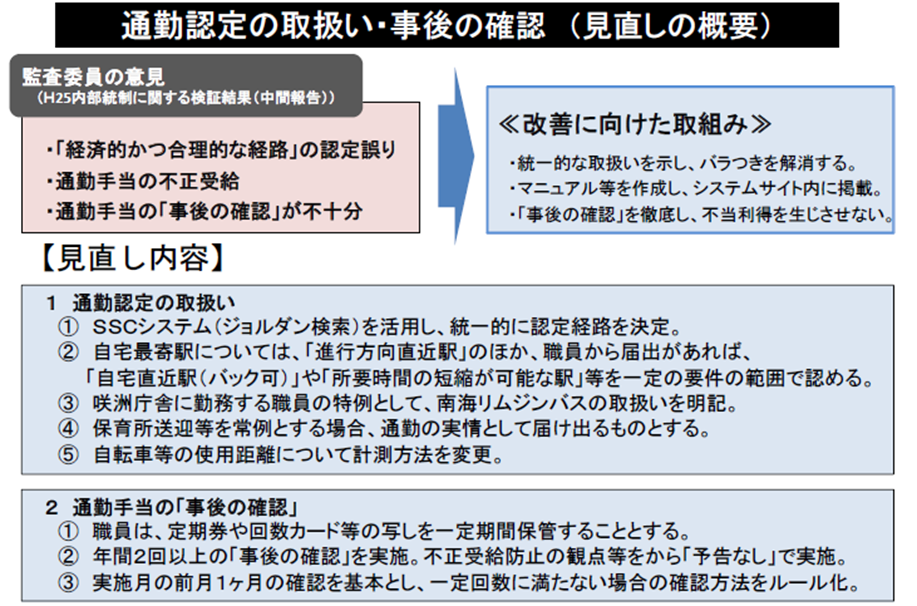 通勤認定の取扱い・事後の確認 （見直しの概要）
監査委員の意見
（H25内部統制に関する検証結果（中間報告））
・「経済的かつ合理的な経路」の認定誤り
・通勤手当の不正受給
・通勤手当の「事後の確認」が不十分
≪改善に向けた取組み≫
・統一的な取扱いを示し、バラつきを解消する。
・マニュアル等を作成し、システムサイト内に掲載。
・「事後の確認」を徹底し、不当利得を生じさせない。
【見直し内容】
１ 通勤認定の取扱い
① ＳＳＣシステム（ジョルダン検索）を活用し、統一的に認定経路を決定。
② 自宅最寄駅については、「進行方向直近駅」のほか、職員から届出があれば、
「自宅直近駅（バック可）」や「所要時間の短縮が可能な駅」等を一定の要件の範囲で認める。
③ 咲洲庁舎に勤務する職員の特例として、南海リムジンバスの取扱いを明記。
④ 保育所送迎等を常例とする場合、通勤の実情として届け出るものとする。
⑤ 自転車等の使用距離について計測方法を変更。
２ 通勤手当の「事後の確認」
① 職員は、定期券や回数カード等の写しを一定期間保管することとする。
② 年間２回以上の「事後の確認」を実施。不正受給防止の観点等をから「予告なし」で実施。
③ 実施月の前月１ヶ月の確認を基本とし、一定回数に満たない場合の確認方法をルール化。